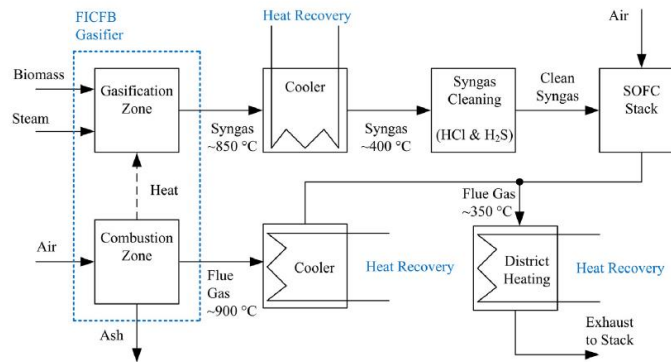 FICFB
Gasifier
Heat Recovery
Air
Biomass
Steam
Gasification
Zone
Syngas
~850 °C
Cooler
Syngas
~400 °C
Syngas
Cleaning
(HCl & H₂S)
Clean
Syngas
SOFC
Stack
Heat
Flue Gas
~350 °C
Air
Combustion
Zone
Flue
Gas
~900 °C
Cooler
Heat Recovery
District
Heating
Heat Recovery
Ash
Exhaust
to Stack